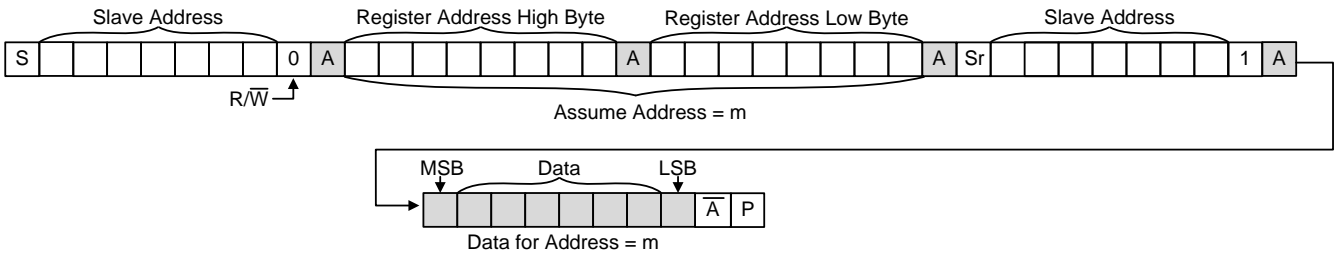 Slave Address Register Address High Byte Register Address Low Byte Slave Address
S 0 A A A Sr 1 A
R/W̅
Assume Address = m
MSB Data LSB
A̅ P
Data for Address = m